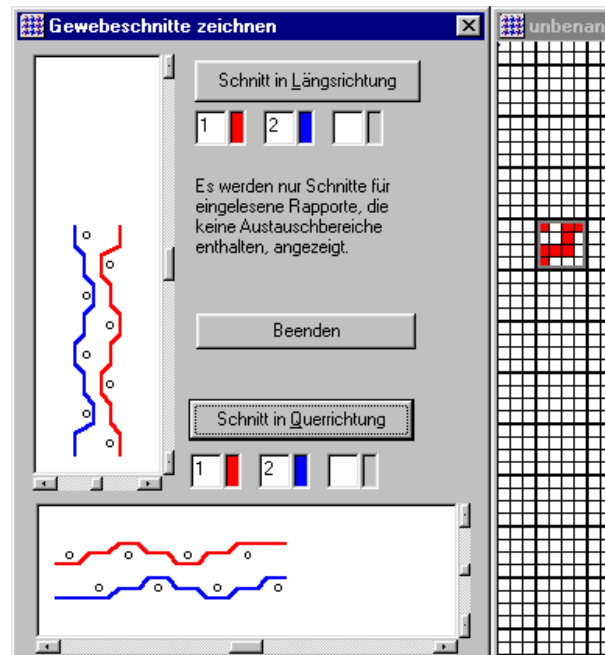 Gewebeschnitte zeichnen
unbenan
Schnitt in Längsrichtung
1 2
Es werden nur Schnitte für
eingelesene Rapporte, die
keine Austauschbereiche
enthalten, angezeigt.
Beenden
Schnitt in Querrichtung
1 2